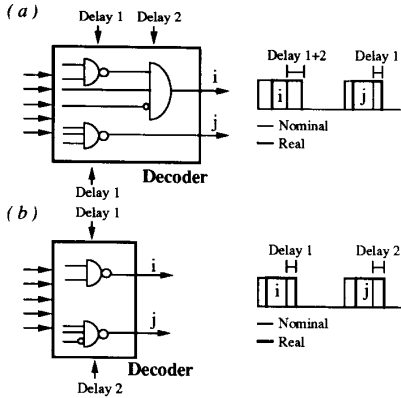 (a)
Delay 1 Delay 2
i
j
Delay 1
Decoder
Delay 1+2 Delay 1
i j
Nominal
Real
(b)
Delay 1
i
j
Decoder
Delay 2
Delay 1 Delay 2
i j
Nominal
Real